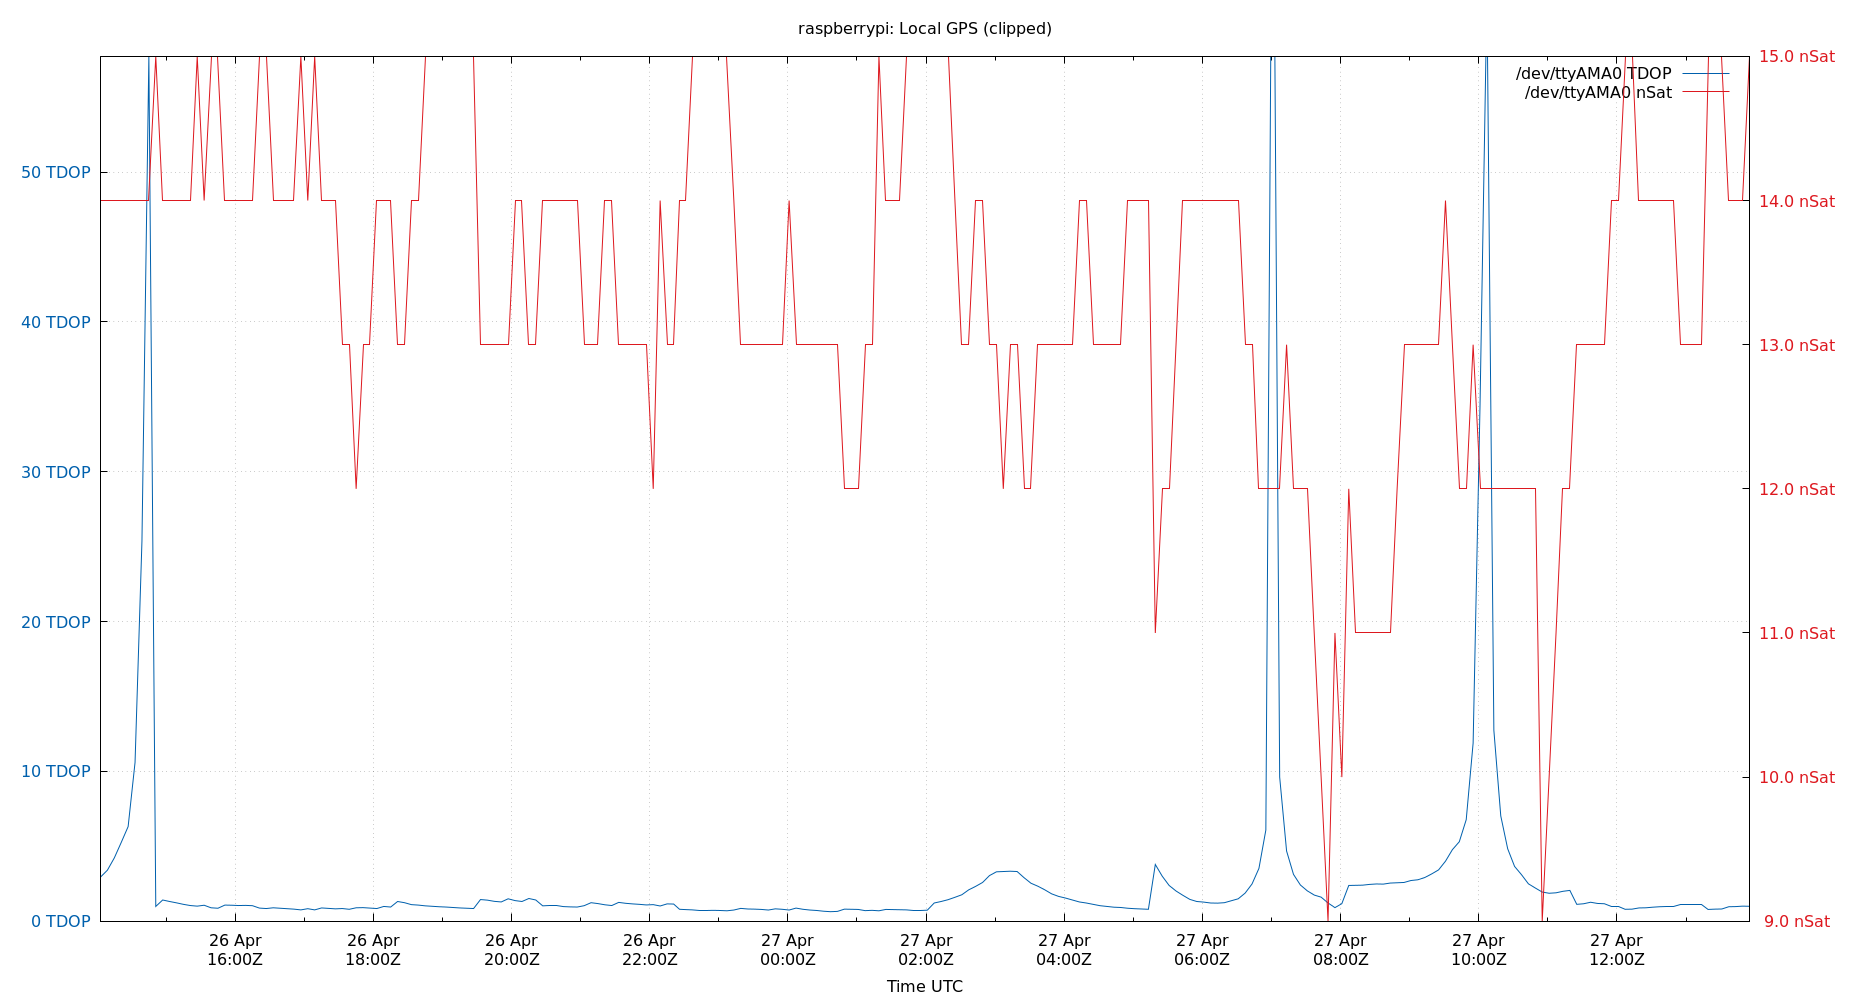 raspberrypi: Local GPS (clipped)
/dev/ttyAMA0 TDOP
/dev/ttyAMA0 nSat
50 TDOP
40 TDOP
30 TDOP
20 TDOP
10 TDOP
0 TDOP
15.0 nSat
14.0 nSat
13.0 nSat
12.0 nSat
11.0 nSat
10.0 nSat
9.0 nSat
26 Apr
16:00Z
26 Apr
18:00Z
26 Apr
20:00Z
26 Apr
22:00Z
27 Apr
00:00Z
27 Apr
02:00Z
27 Apr
04:00Z
27 Apr
06:00Z
27 Apr
08:00Z
27 Apr
10:00Z
27 Apr
12:00Z
Time UTC